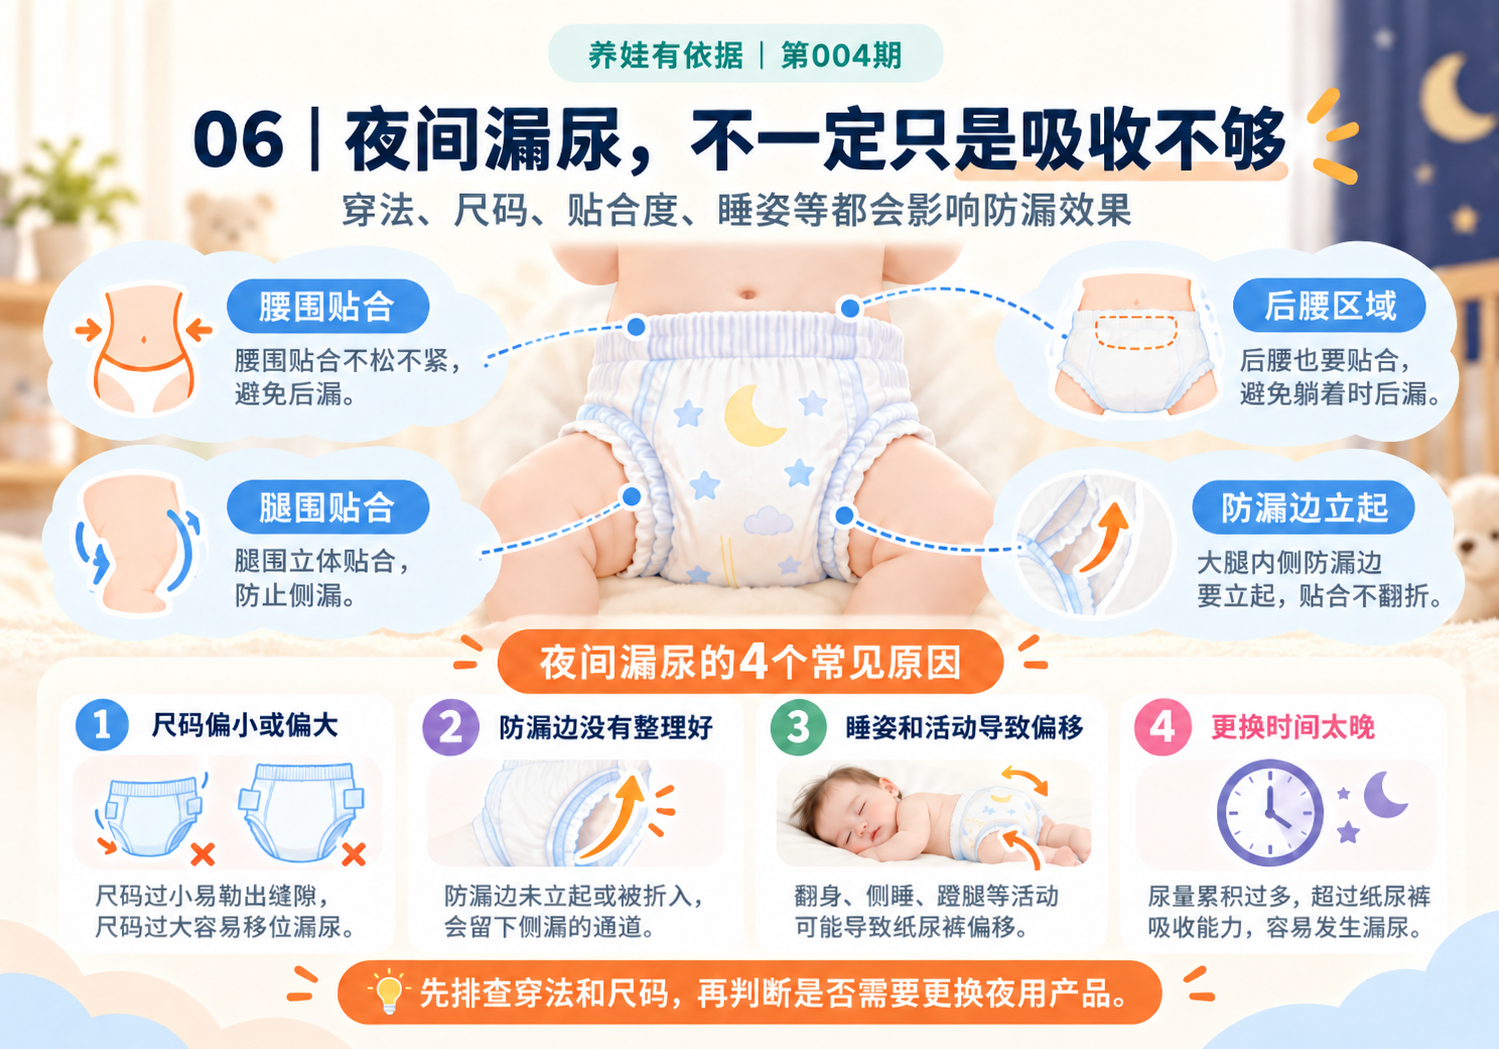 养娃有依据｜第004期
06｜夜间漏尿，不一定只是吸收不够
穿法、尺码、贴合度、睡姿等都会影响防漏效果
腰围贴合
腰围贴合不松不紧，
避免后漏。
后腰区域
后腰也要贴合，
避免躺着时后漏。
腿围贴合
腿围立体贴合，
防止侧漏。
防漏边立起
大腿内侧防漏边
要立起，贴合不翻折。
夜间漏尿的4个常见原因
1 尺码偏小或偏大
尺码过小易勒出缝隙，
尺码过大容易移位漏尿。
2 防漏边没有整理好
防漏边未立起或被折入，
会留下侧漏的通道。
3 睡姿和活动导致偏移
翻身、侧睡、蹬腿等活动
可能导致纸尿裤偏移。
4 更换时间太晚
尿量累积过多，超过纸尿裤
吸收能力，容易发生漏尿。
先排查穿法和尺码，再判断是否需要更换夜用产品。